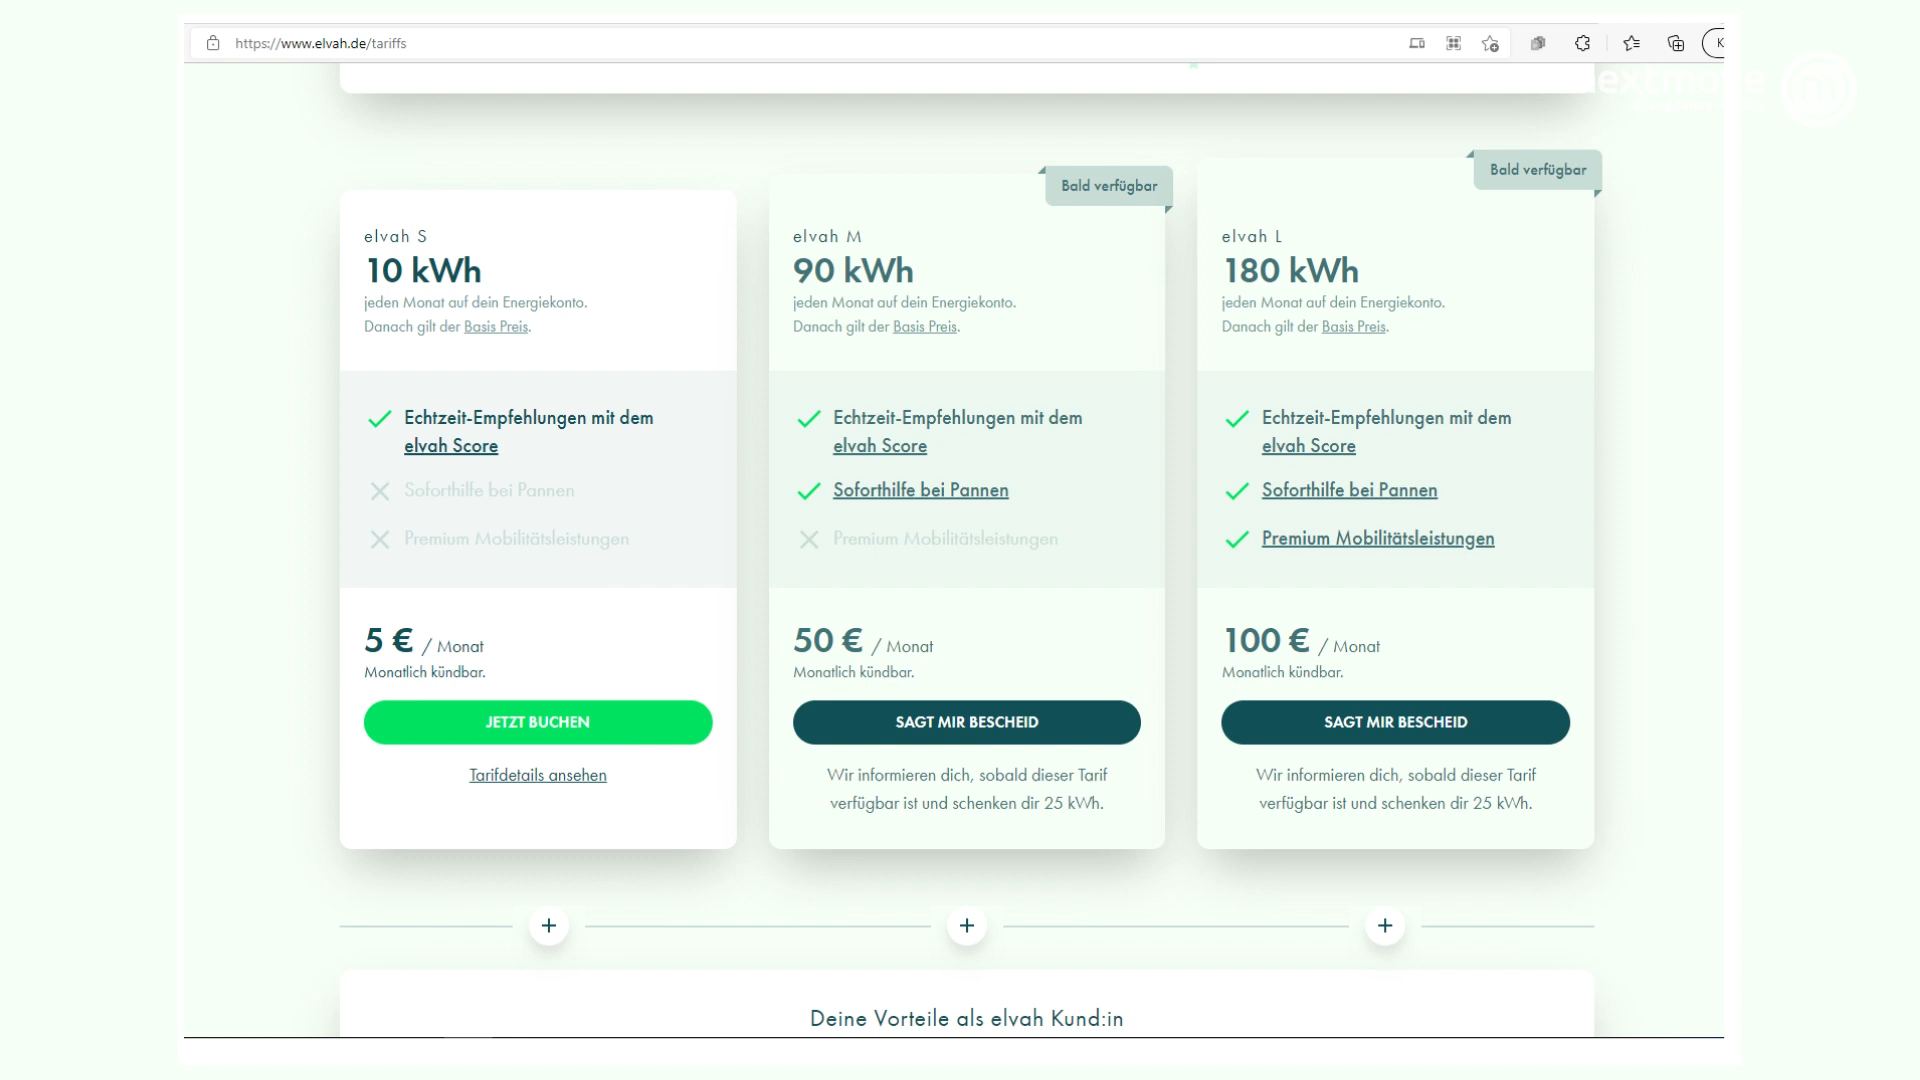 https://www.elvah.de/tariffs
Bald verfügbar
Bald verfügbar
elvah S
10 kWh
jeden Monat auf dein Energiekonto.
Danach gilt der Basis Preis.
Echtzeit-Empfehlungen mit dem
elvah Score
Soforthilfe bei Pannen
Premium Mobilitätsleistungen
5 € / Monat
Monatlich kündbar.
JETZT BUCHEN
Tarifdetails ansehen
elvah M
90 kWh
jeden Monat auf dein Energiekonto.
Danach gilt der Basis Preis.
Echtzeit-Empfehlungen mit dem
elvah Score
Soforthilfe bei Pannen
Premium Mobilitätsleistungen
50 € / Monat
Monatlich kündbar.
SAGT MIR BESCHEID
Wir informieren dich, sobald dieser Tarif
verfügbar ist und schenken dir 25 kWh.
elvah L
180 kWh
jeden Monat auf dein Energiekonto.
Danach gilt der Basis Preis.
Echtzeit-Empfehlungen mit dem
elvah Score
Soforthilfe bei Pannen
Premium Mobilitätsleistungen
100 € / Monat
Monatlich kündbar.
SAGT MIR BESCHEID
Wir informieren dich, sobald dieser Tarif
verfügbar ist und schenken dir 25 kWh.
Deine Vorteile als elvah Kund:in